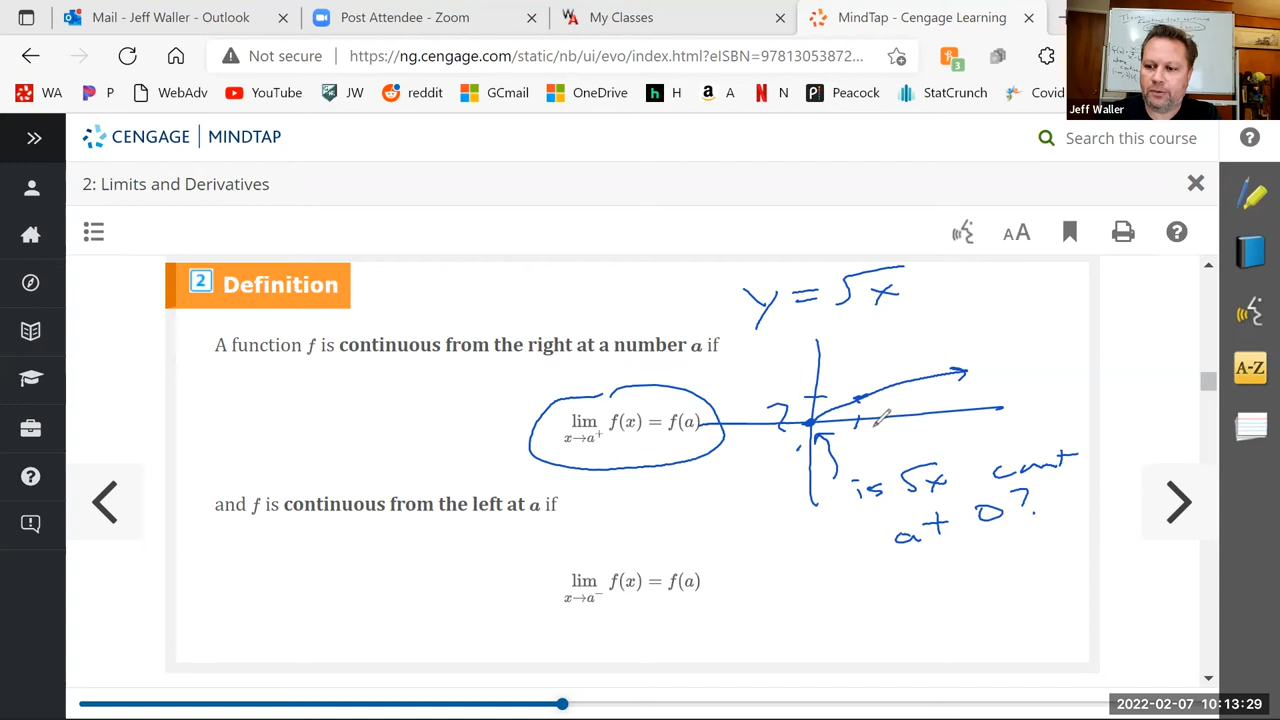 Mail - Jeff Waller - Outlook
Post Attendee - Zoom
My Classes
MindTap - Cengage Learning
Not secure
https://ng.cengage.com/static/nb/ui/evo/index.html?eISBN=97813053872...
3
WA
P
WebAdv
YouTube
JW
reddit
GCmail
OneDrive
H
A
N
Peacock
StatCrunch
Covid
Jeff Waller
CENGAGE | MINDTAP
Search this course
2: Limits and Derivatives
AA
A-Z
2 Definition
y = √x
A function f is continuous from the right at a number a if
lim x→a⁺ f(x) = f(a)
is √x cont
at 0?
and f is continuous from the left at a if
lim x→a⁻ f(x) = f(a)
2022-02-07 10:13:29